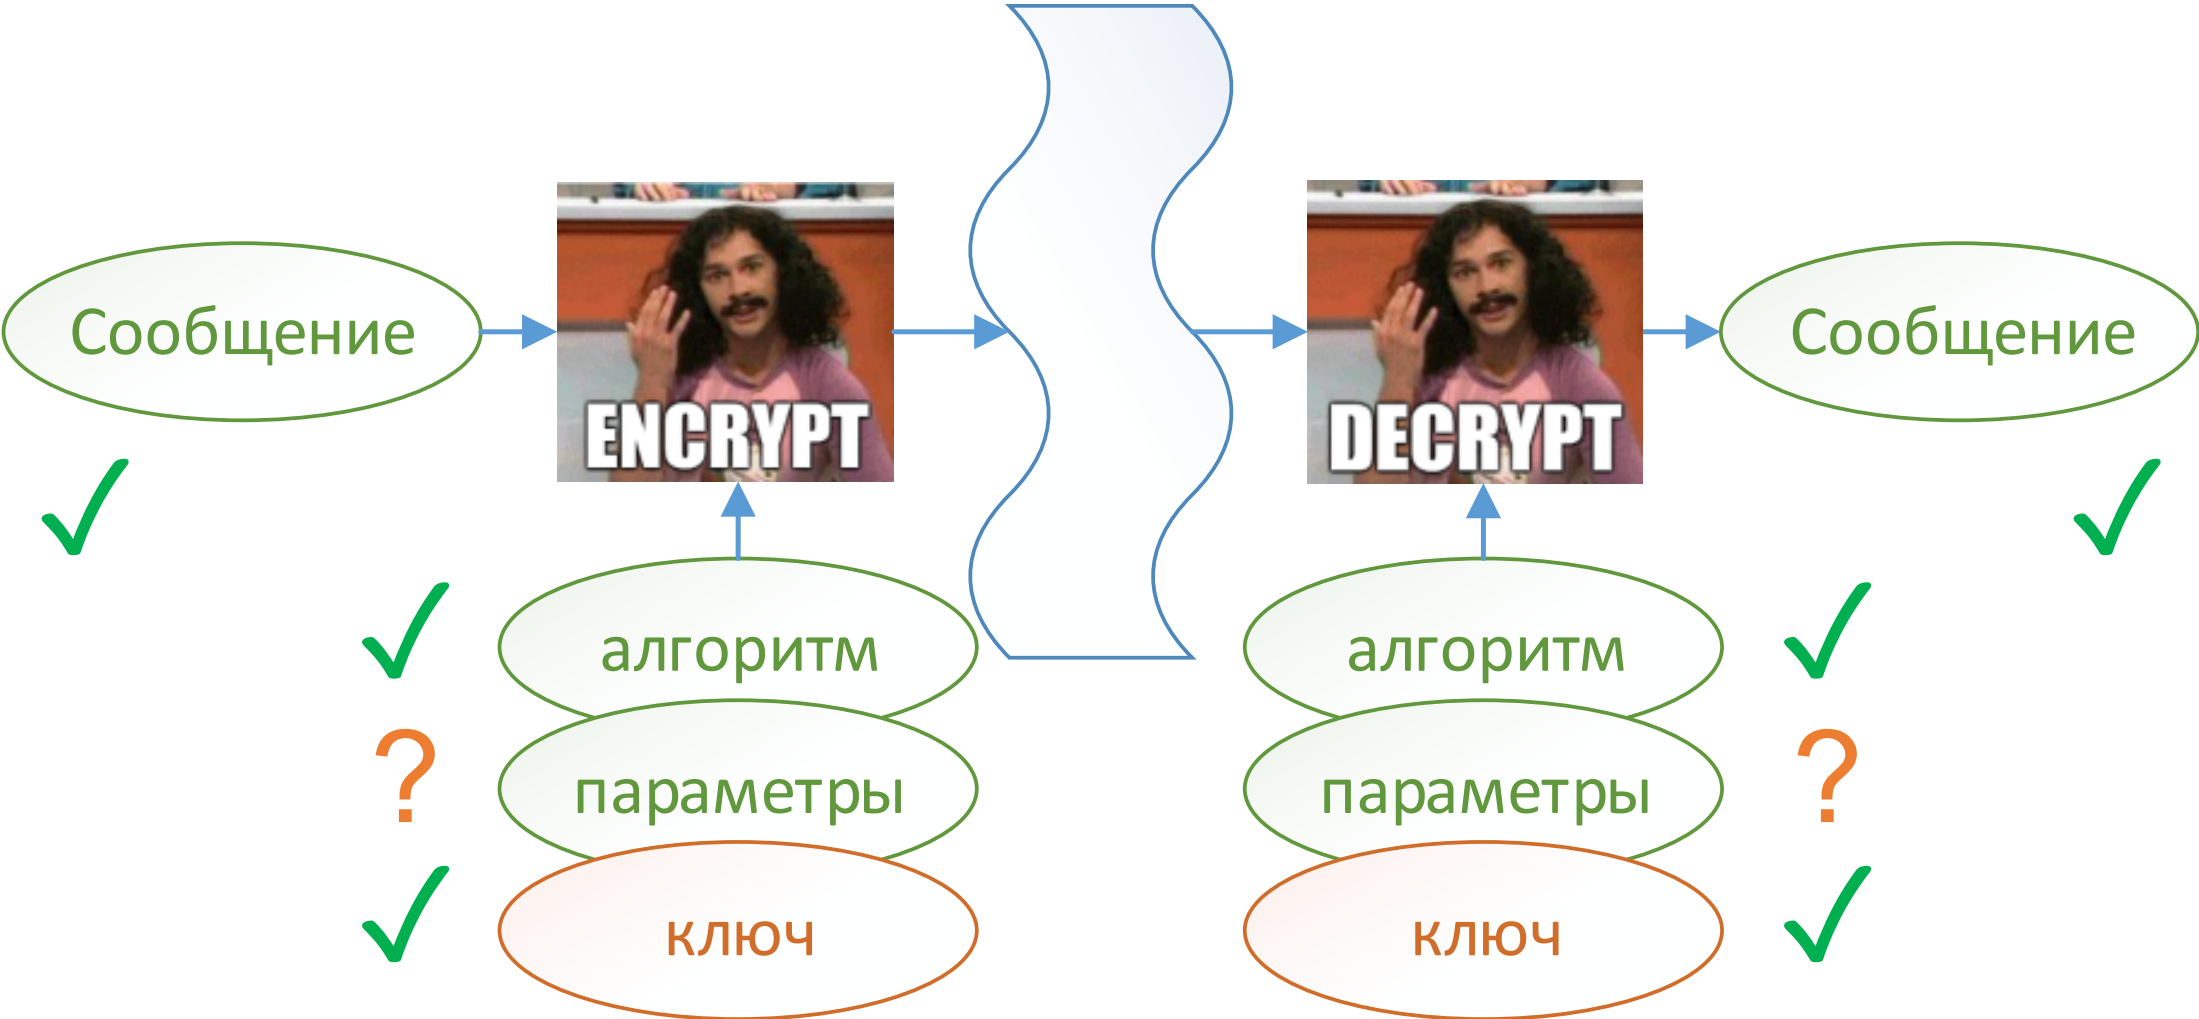 Сообщение
ENCRYPT
DECRYPT
Сообщение
алгоритм
алгоритм
?
параметры
параметры
?
ключ
ключ